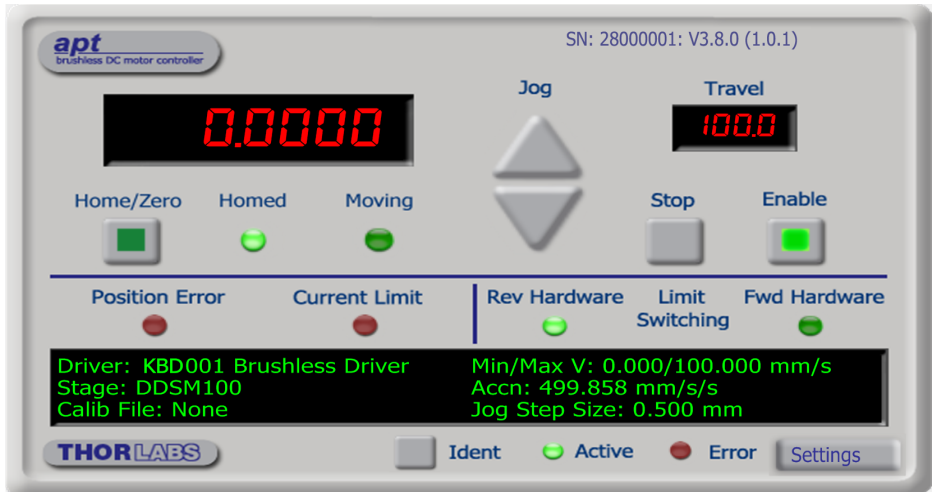 apt
brushless DC motor controller
SN: 28000001: V3.8.0 (1.0.1)
Jog
Travel
0.0000
100.0
Home/Zero Homed Moving
Stop Enable
Position Error Current Limit
Rev Hardware Limit Switching Fwd Hardware
Driver: KBD001 Brushless Driver
Stage: DDSM100
Calib File: None
Min/Max V: 0.000/100.000 mm/s
Accn: 499.858 mm/s/s
Jog Step Size: 0.500 mm
THORLABS
Ident Active Error Settings